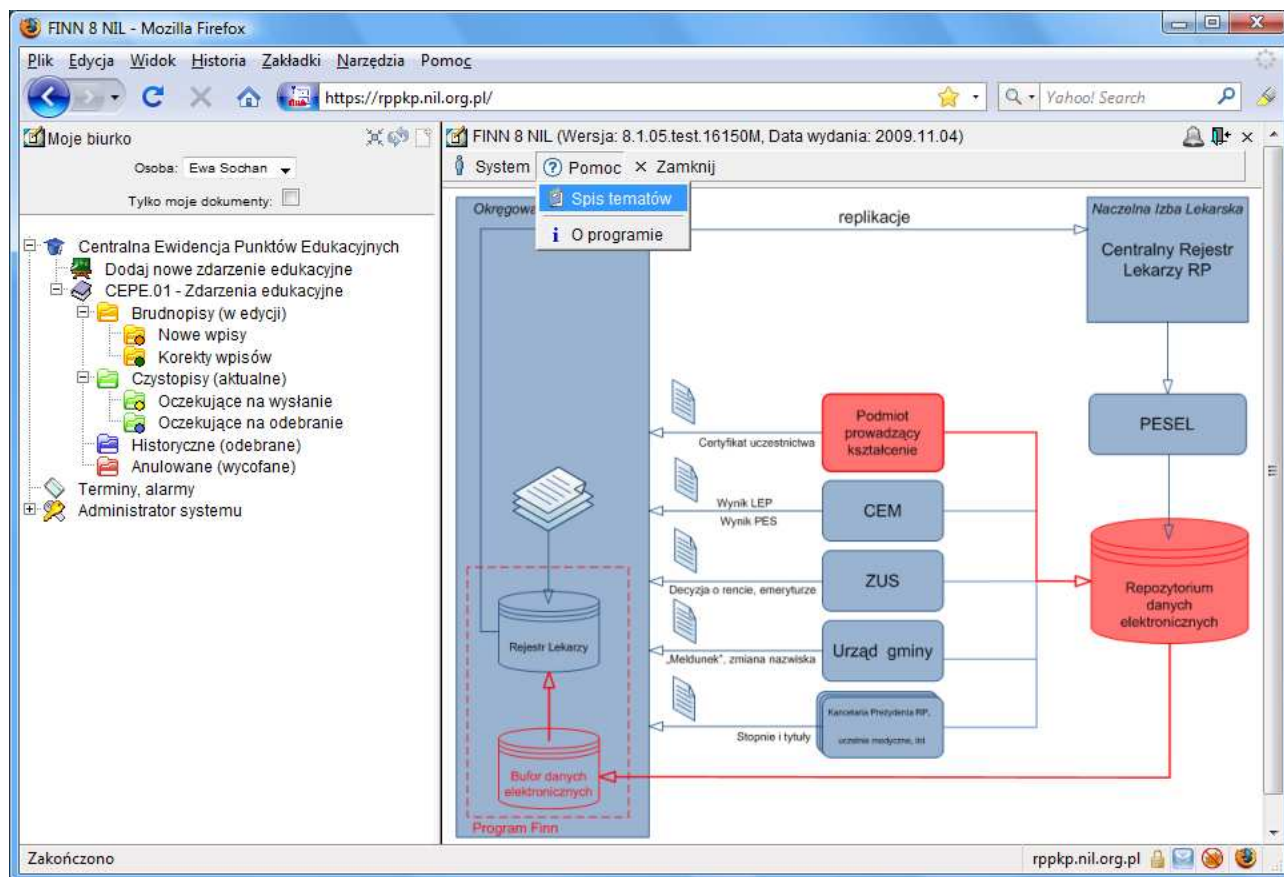 FINN 8 NIL - Mozilla Firefox
Plik Edycja Widok Historia Zakładki Narzędzia Pomoc
https://rppkp.nil.org.pl/
Yahoo! Search
Moje biurko
Osoba: Ewa Sochan
Tylko moje dokumenty:
Centralna Ewidencja Punktów Edukacyjnych
Dodaj nowe zdarzenie edukacyjne
CEPE.01 - Zdarzenia edukacyjne
Brudnopisy (w edycji)
Nowe wpisy
Korekty wpisów
Czystopisy (aktualne)
Oczekujące na wysłanie
Oczekujące na odebranie
Historyczne (odebrane)
Anulowane (wycofane)
Terminy, alarmy
Administrator systemu
FINN 8 NIL (Wersja: 8.1.05.test.16150M, Data wydania: 2009.11.04)
System Pomoc Zamknij
Spis tematów
O programie
Okręgowa
replikacje
Naczelna Izba Lekarska
Centralny Rejestr
Lekarzy RP
PESEL
Podmiot
prowadzący
kształcenie
Certyfikat uczestnictwa
Wynik LEP
Wynik PES
CEM
Decyzja o rencie, emeryturze
ZUS
„Meldunek”, zmiana nazwiska
Urząd gminy
Kancelaria Prezydenta RP,
uczelnie medyczne, itd
Stopnie i tytuły
Repozytorium
danych
elektronicznych
Rejestr Lekarzy
Bufor danych
elektronicznych
Program Finn
Zakończono
rppkp.nil.org.pl